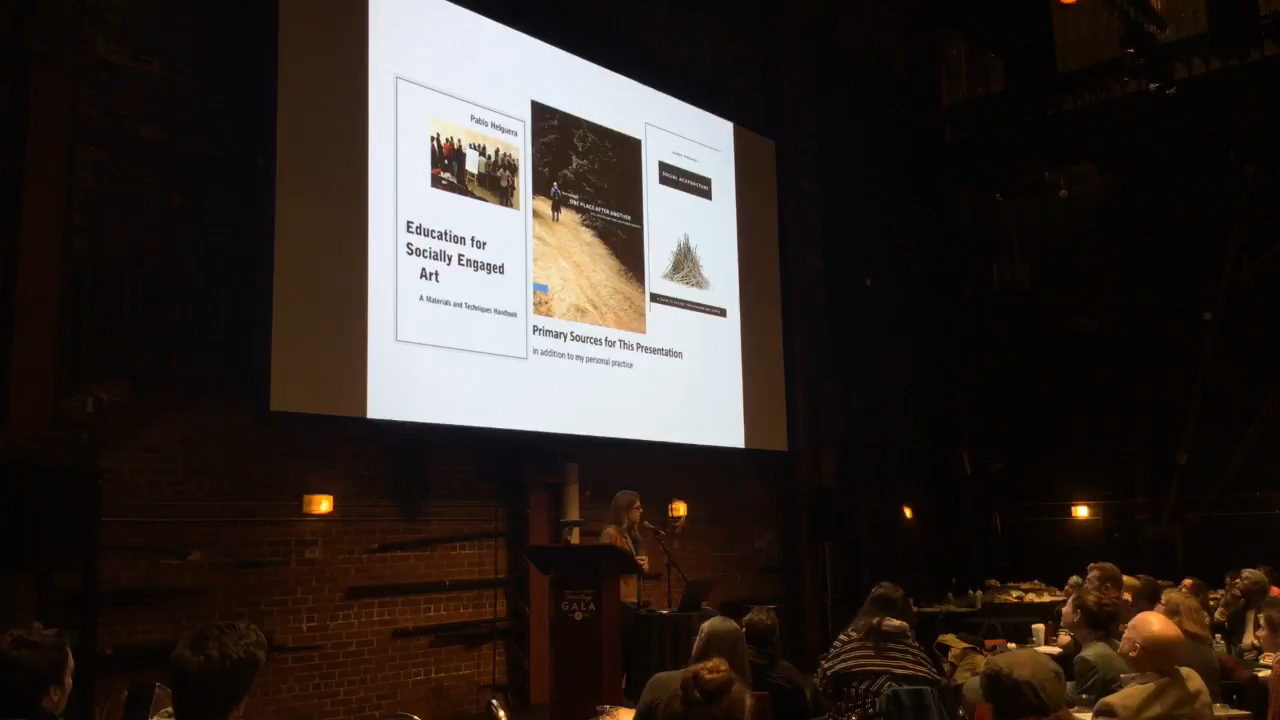 Pablo Helguera
Education for
Socially Engaged
Art
A Materials and Techniques Handbook
ONE PLACE AFTER ANOTHER
SOCIAL ACUPUNCTURE
Primary Sources for This Presentation
in addition to my personal practice
GALA